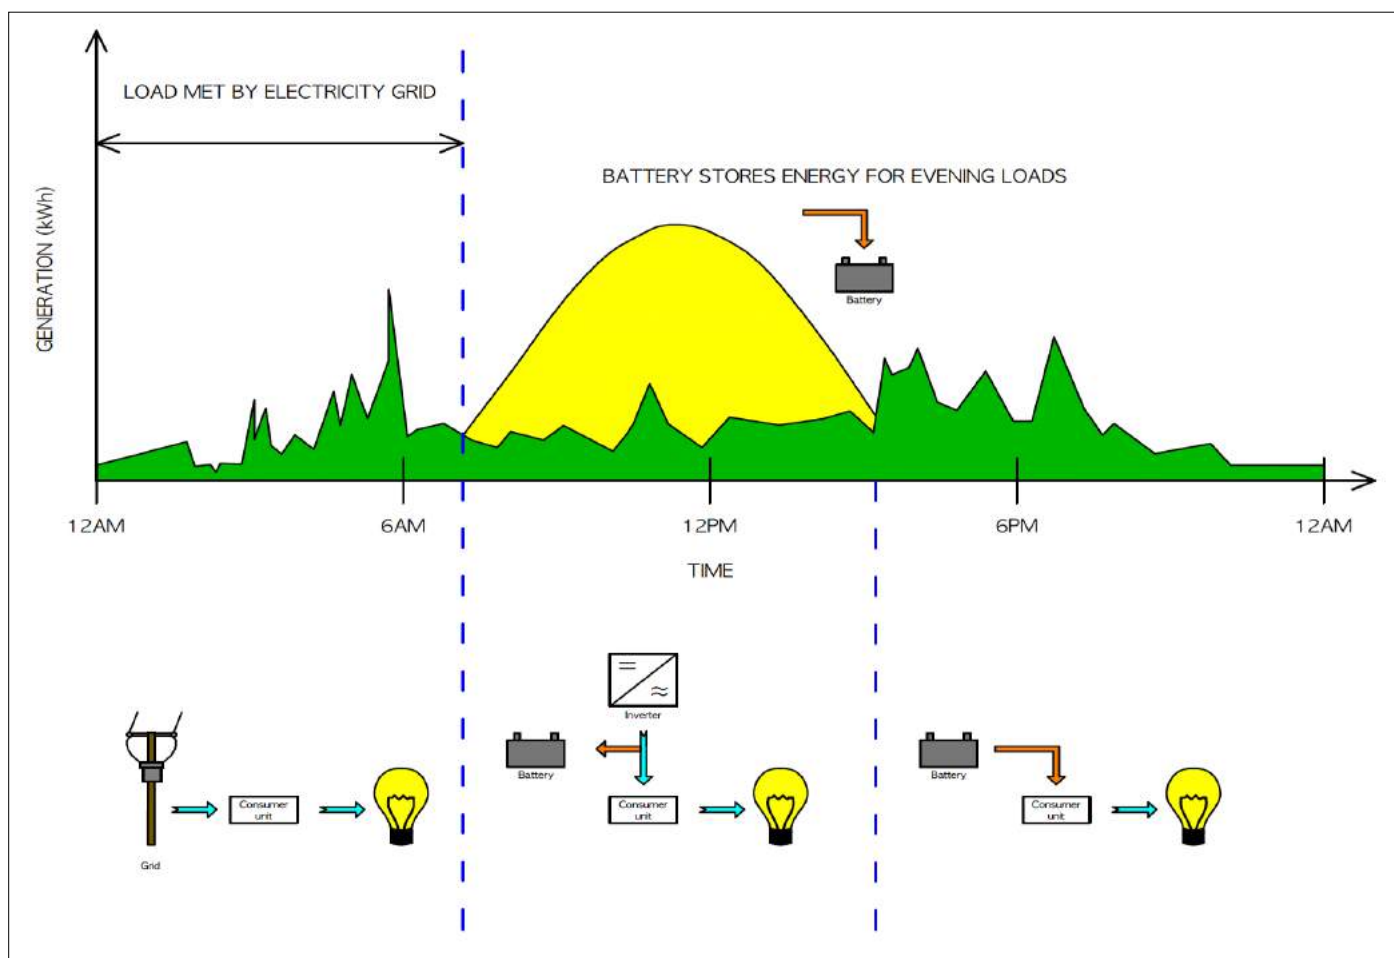 LOAD MET BY ELECTRICITY GRID
BATTERY STORES ENERGY FOR EVENING LOADS
Battery
GENERATION (kWh)
12AM
6AM
12PM
6PM
12AM
TIME
Inverter
Battery
Battery
Consumer
unit
Consumer
unit
Consumer
unit
Grid